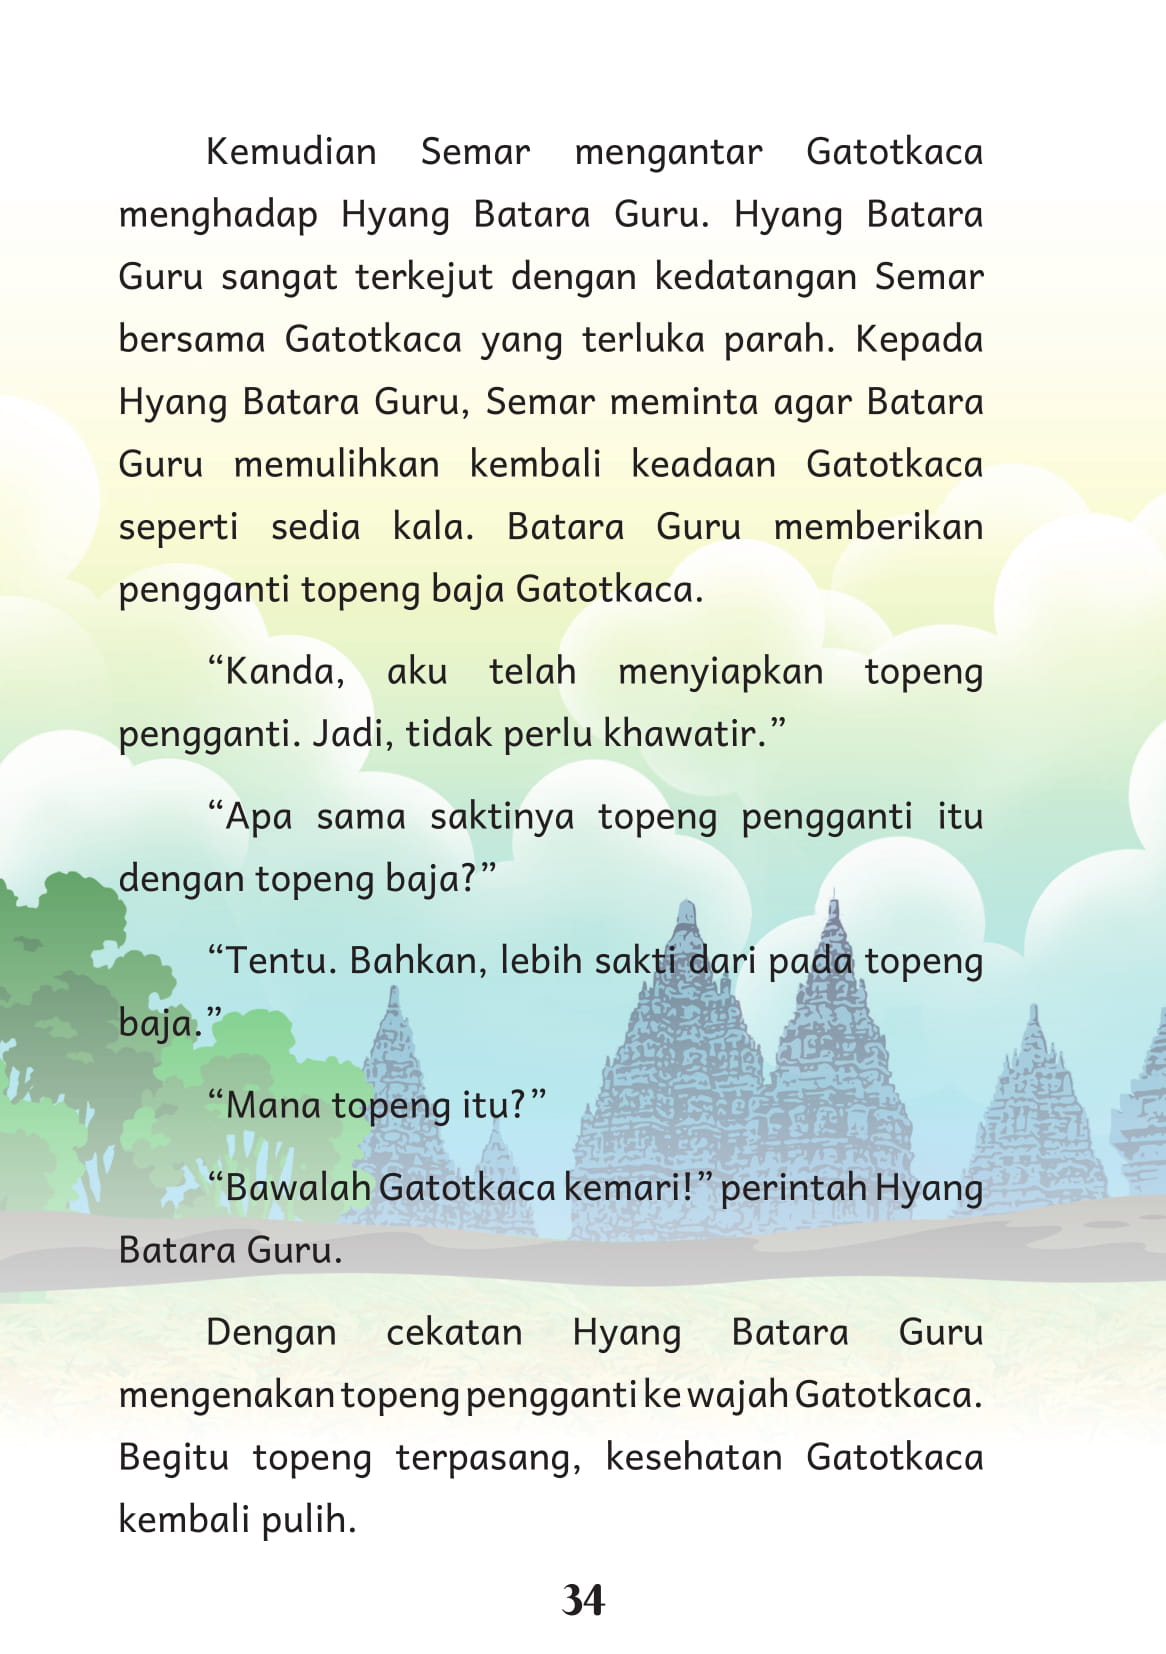 Kemudian Semar mengantar Gatotkaca
menghadap Hyang Batara Guru. Hyang Batara
Guru sangat terkejut dengan kedatangan Semar
bersama Gatotkaca yang terluka parah. Kepada
Hyang Batara Guru, Semar meminta agar Batara
Guru memulihkan kembali keadaan Gatotkaca
seperti sedia kala. Batara Guru memberikan
pengganti topeng baja Gatotkaca.
“Kanda, aku telah menyiapkan topeng
pengganti. Jadi, tidak perlu khawatir.”
“Apa sama saktinya topeng pengganti itu
dengan topeng baja?”
“Tentu. Bahkan, lebih sakti dari pada topeng
baja.”
“Mana topeng itu?”
“Bawalah Gatotkaca kemari!” perintah Hyang
Batara Guru.
Dengan cekatan Hyang Batara Guru
mengenakan topeng pengganti ke wajah Gatotkaca.
Begitu topeng terpasang, kesehatan Gatotkaca
kembali pulih.
34